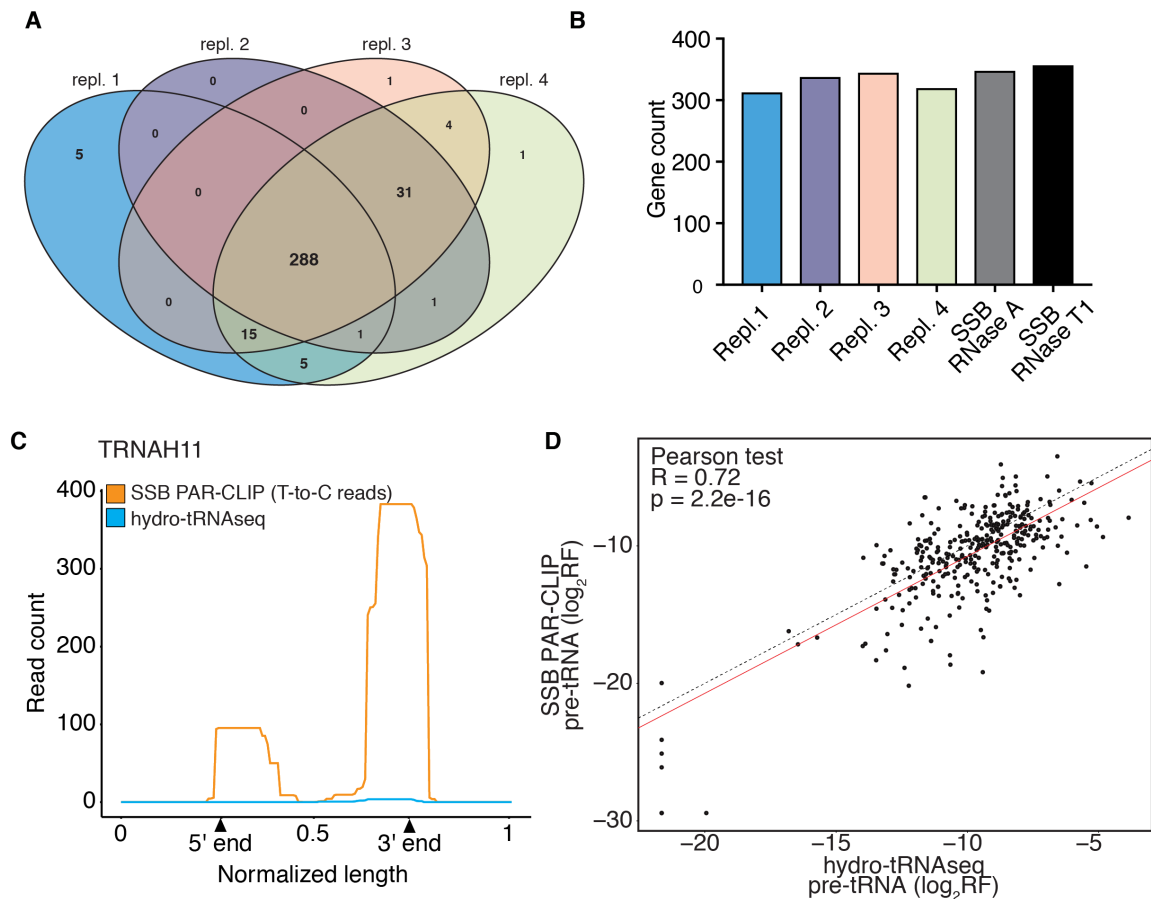 A
repl. 1
repl. 2
repl. 3
repl. 4
0
1
0
0
4
5
1
0
31
288
0
1
15
1
5
B
Gene count
400
300
200
100
0
Repl.1
Repl. 2
Repl. 3
Repl. 4
SSB
RNase A
SSB
RNase T1
C
TRNAH11
SSB PAR-CLIP (T-to-C reads)
hydro-tRNAseq
Read count
400
300
200
100
0
0
0.5
1
5' end
3' end
Normalized length
D
Pearson test
R = 0.72
p = 2.2e-16
SSB PAR-CLIP
pre-tRNA (log2RF)
−10
−20
−30
−20
−15
−10
−5
hydro-tRNAseq
pre-tRNA (log2RF)